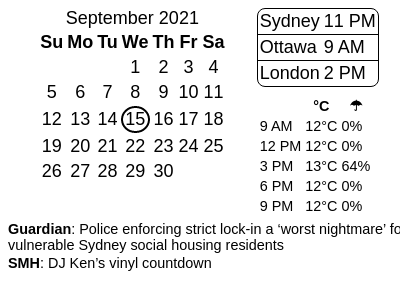 September 2021
Su Mo Tu We Th Fr Sa
1 2 3 4
5 6 7 8 9 10 11
12 13 14 15 16 17 18
19 20 21 22 23 24 25
26 27 28 29 30
Sydney 11 PM
Ottawa 9 AM
London 2 PM
°C ☂
9 AM 12°C 0%
12 PM 12°C 0%
3 PM 13°C 64%
6 PM 12°C 0%
9 PM 12°C 0%
Guardian: Police enforcing strict lock-in a ‘worst nightmare’ fo
vulnerable Sydney social housing residents
SMH: DJ Ken’s vinyl countdown